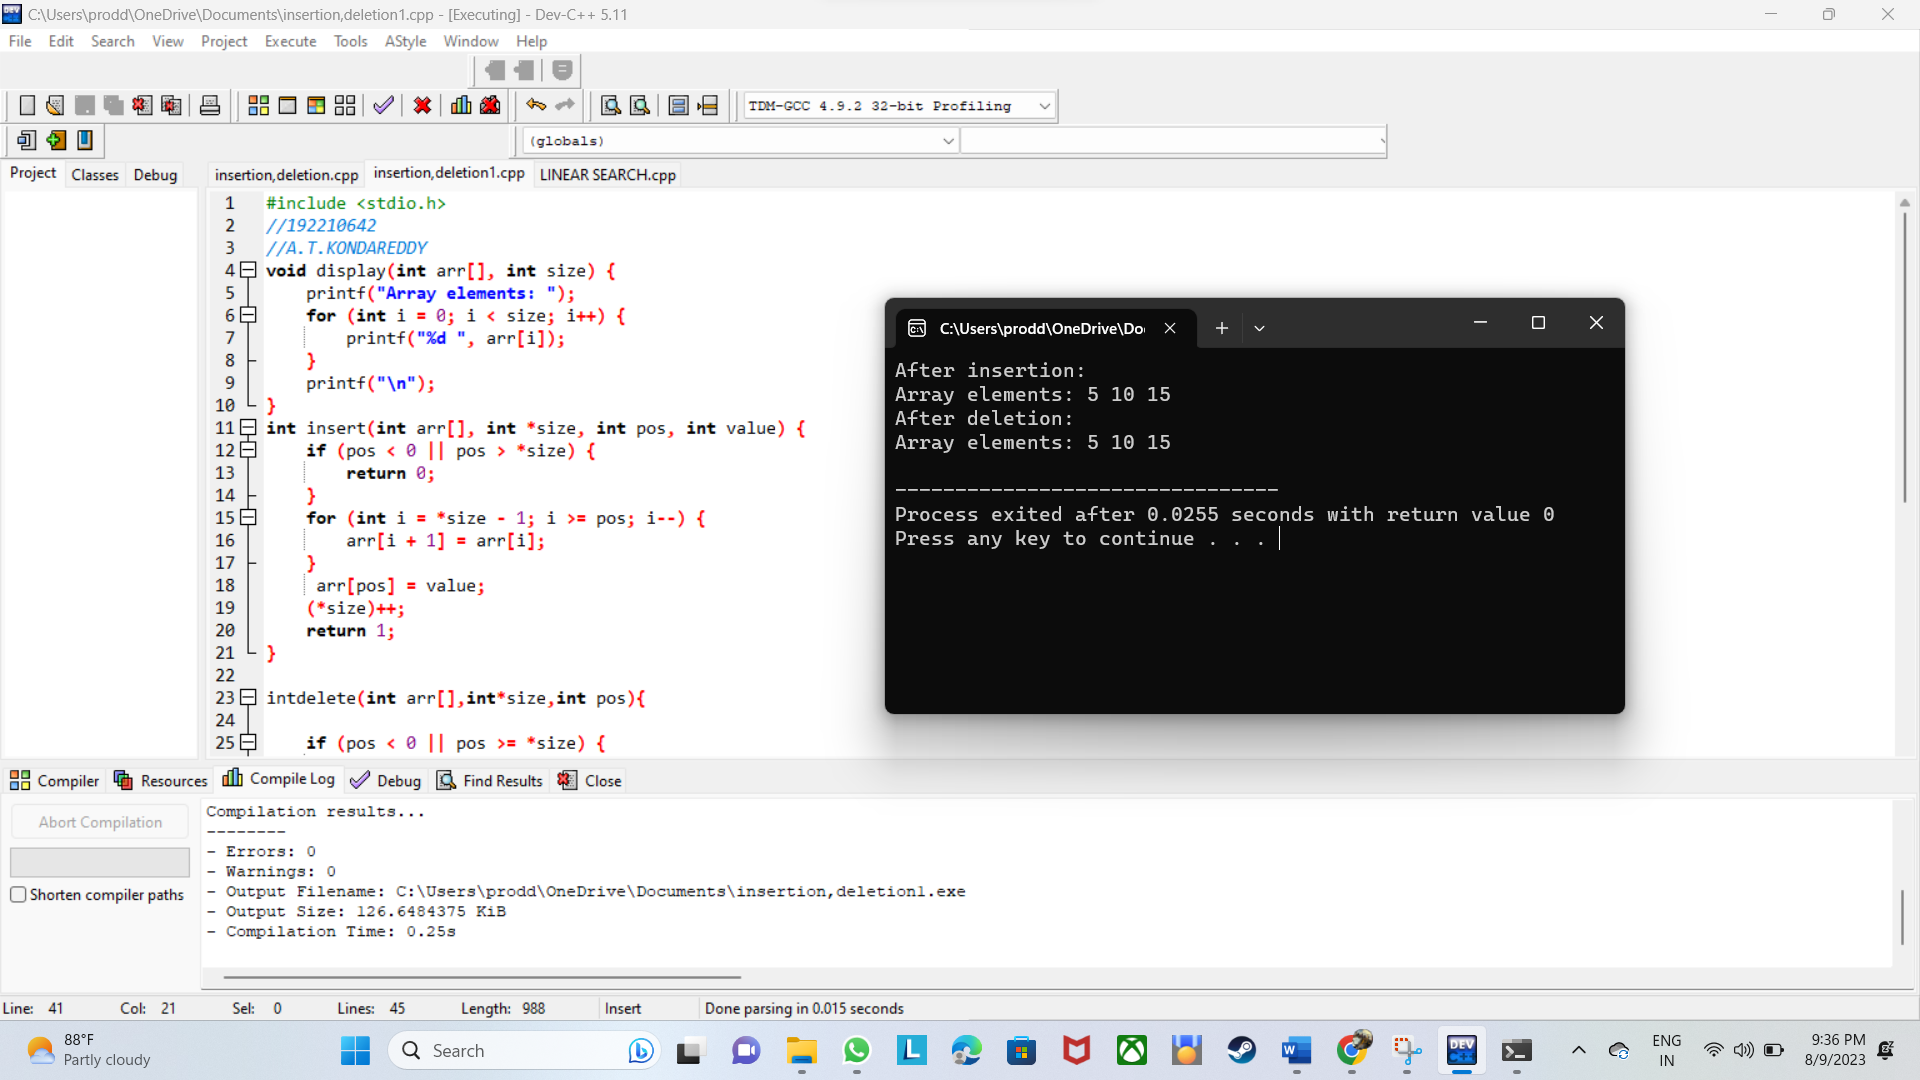 C:\Users\prodd\OneDrive\Documents\insertion,deletion1.cpp - [Executing] - Dev-C++ 5.11
File Edit Search View Project Execute Tools AStyle Window Help
TDM-GCC 4.9.2 32-bit Profiling
(globals)
Project Classes Debug insertion,deletion.cpp insertion,deletion1.cpp LINEAR SEARCH.cpp
1 #include <stdio.h>
2 //192210642
3 //A.T.KONDAREDDY
4 void display(int arr[], int size) {
5 printf("Array elements: ");
6 for (int i = 0; i < size; i++) {
7 printf("%d ", arr[i]);
8 }
9 printf("\n");
10 }
11 int insert(int arr[], int *size, int pos, int value) {
12 if (pos < 0 || pos > *size) {
13 return 0;
14 }
15 for (int i = *size - 1; i >= pos; i--) {
16 arr[i + 1] = arr[i];
17 }
18 arr[pos] = value;
19 (*size)++;
20 return 1;
21 }
22
23 intdelete(int arr[],int*size,int pos){
24
25 if (pos < 0 || pos >= *size) {
C:\Users\prodd\OneDrive\Do
After insertion:
Array elements: 5 10 15
After deletion:
Array elements: 5 10 15
--------------------------------
Process exited after 0.0255 seconds with return value 0
Press any key to continue . . .
Compiler Resources Compile Log Debug Find Results Close
Abort Compilation
Shorten compiler paths
Compilation results...
--------
- Errors: 0
- Warnings: 0
- Output Filename: C:\Users\prodd\OneDrive\Documents\insertion,deletion1.exe
- Output Size: 126.6484375 KiB
- Compilation Time: 0.25s
Line: 41 Col: 21 Sel: 0 Lines: 45 Length: 988 Insert Done parsing in 0.015 seconds
88°F
Partly cloudy
Search
L
W
DEV
C++
ENG
IN
9:36 PM
8/9/2023